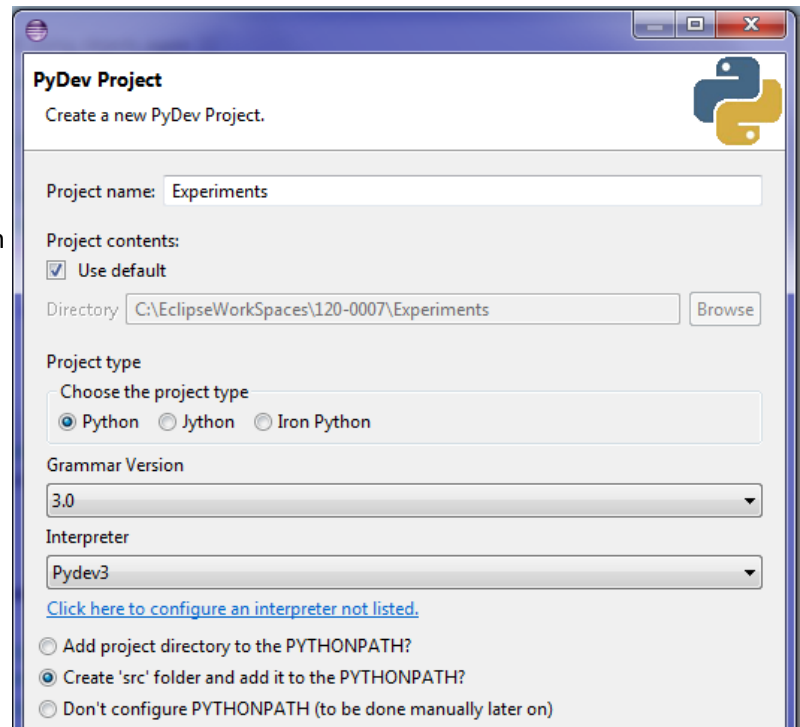 PyDev Project
Create a new PyDev Project.
Project name: Experiments
Project contents:
Use default
Directory C:\EclipseWorkSpaces\120-0007\Experiments Browse
Project type
Choose the project type
Python Jython Iron Python
Grammar Version
3.0
Interpreter
Pydev3
Click here to configure an interpreter not listed.
Add project directory to the PYTHONPATH?
Create 'src' folder and add it to the PYTHONPATH?
Don't configure PYTHONPATH (to be done manually later on)